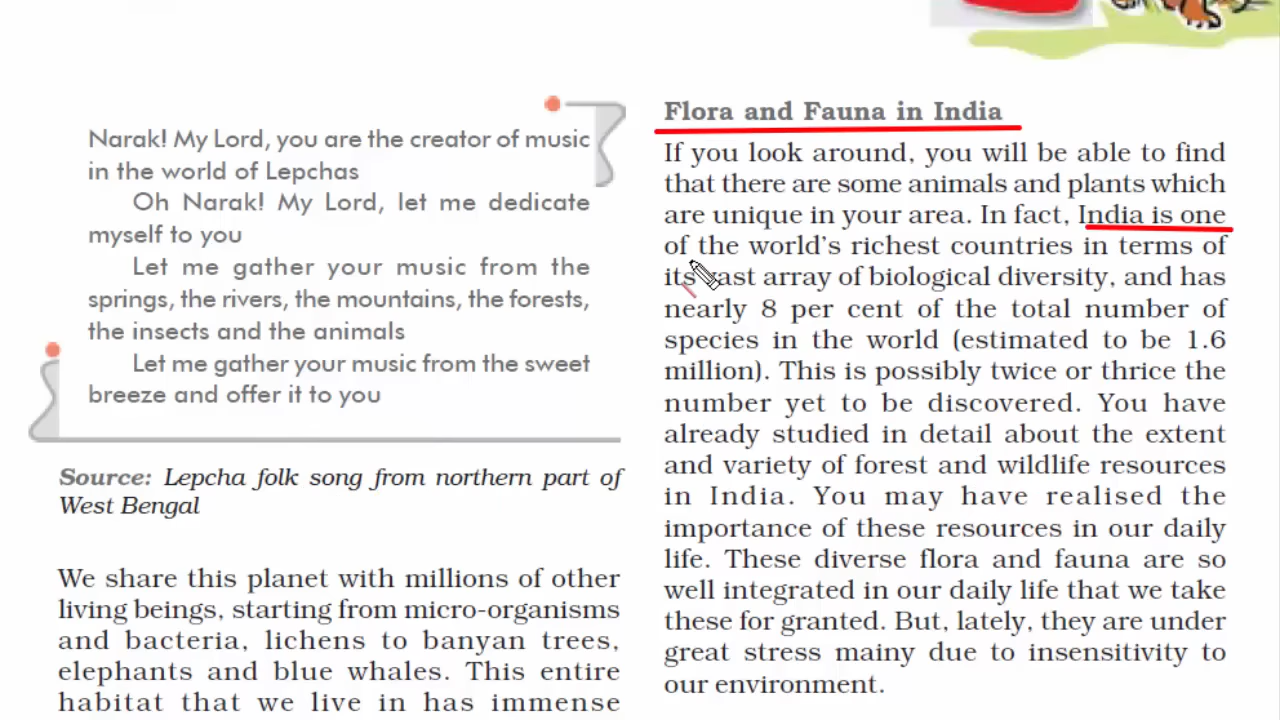 Narak! My Lord, you are the creator of music
in the world of Lepchas
Oh Narak! My Lord, let me dedicate
myself to you
Let me gather your music from the
springs, the rivers, the mountains, the forests,
the insects and the animals
Let me gather your music from the sweet
breeze and offer it to you
Source: Lepcha folk song from northern part of
West Bengal
We share this planet with millions of other
living beings, starting from micro-organisms
and bacteria, lichens to banyan trees,
elephants and blue whales. This entire
habitat that we live in has immense
Flora and Fauna in India
If you look around, you will be able to find
that there are some animals and plants which
are unique in your area. In fact, India is one
of the world's richest countries in terms of
its vast array of biological diversity, and has
nearly 8 per cent of the total number of
species in the world (estimated to be 1.6
million). This is possibly twice or thrice the
number yet to be discovered. You have
already studied in detail about the extent
and variety of forest and wildlife resources
in India. You may have realised the
importance of these resources in our daily
life. These diverse flora and fauna are so
well integrated in our daily life that we take
these for granted. But, lately, they are under
great stress mainy due to insensitivity to
our environment.